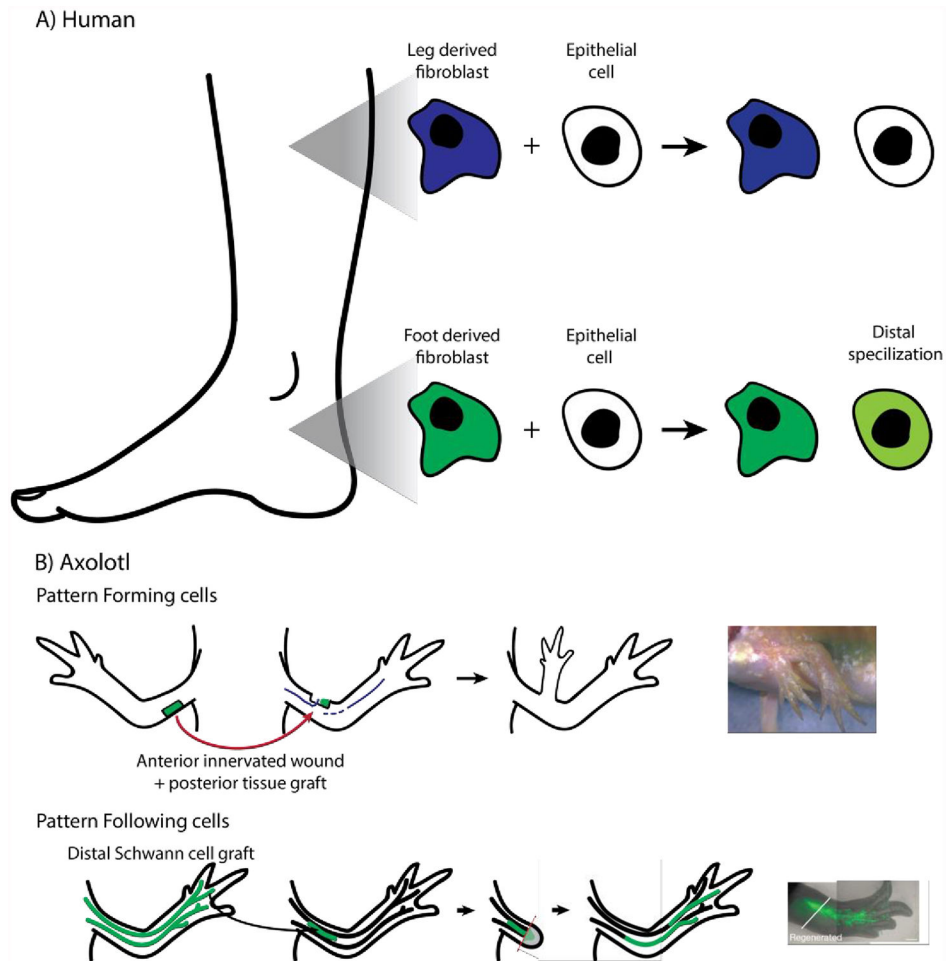 A) Human
Leg derived
fibroblast
Epithelial
cell
+
Foot derived
fibroblast
Epithelial
cell
Distal
specilization
+
B) Axolotl
Pattern Forming cells
Anterior innervated wound
+ posterior tissue graft
Pattern Following cells
Distal Schwann cell graft
Regenerated